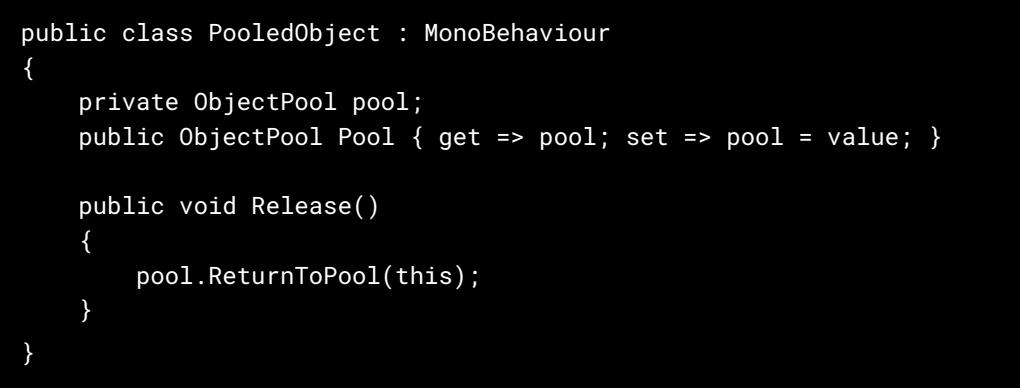 public class PooledObject : MonoBehaviour
{
    private ObjectPool pool;
    public ObjectPool Pool { get => pool; set => pool = value; }

    public void Release()
    {
        pool.ReturnToPool(this);
    }
}